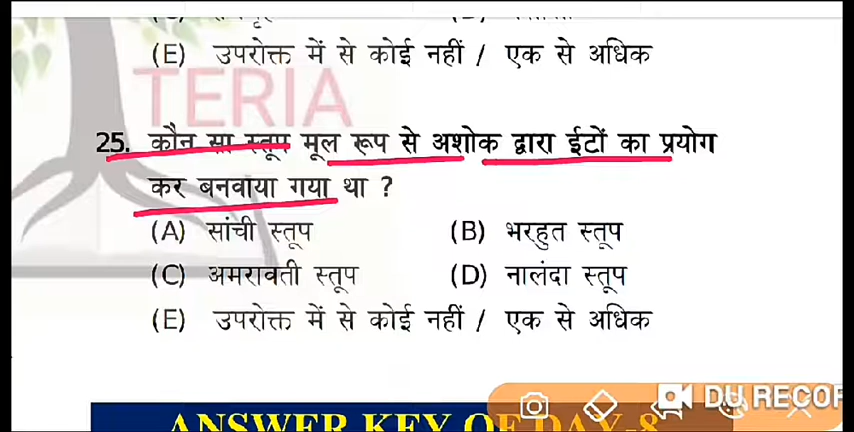 (E) उपरोक्त में से कोई नहीं / एक से अधिक
TERIA
25. कौन सा स्तूप मूल रूप से अशोक द्वारा ईटों का प्रयोग
कर बनवाया गया था ?
(A) सांची स्तूप (B) भरहुत स्तूप
(C) अमरावती स्तूप (D) नालंदा स्तूप
(E) उपरोक्त में से कोई नहीं / एक से अधिक
ANSWER KEY OF DAY-8
DU RECOR